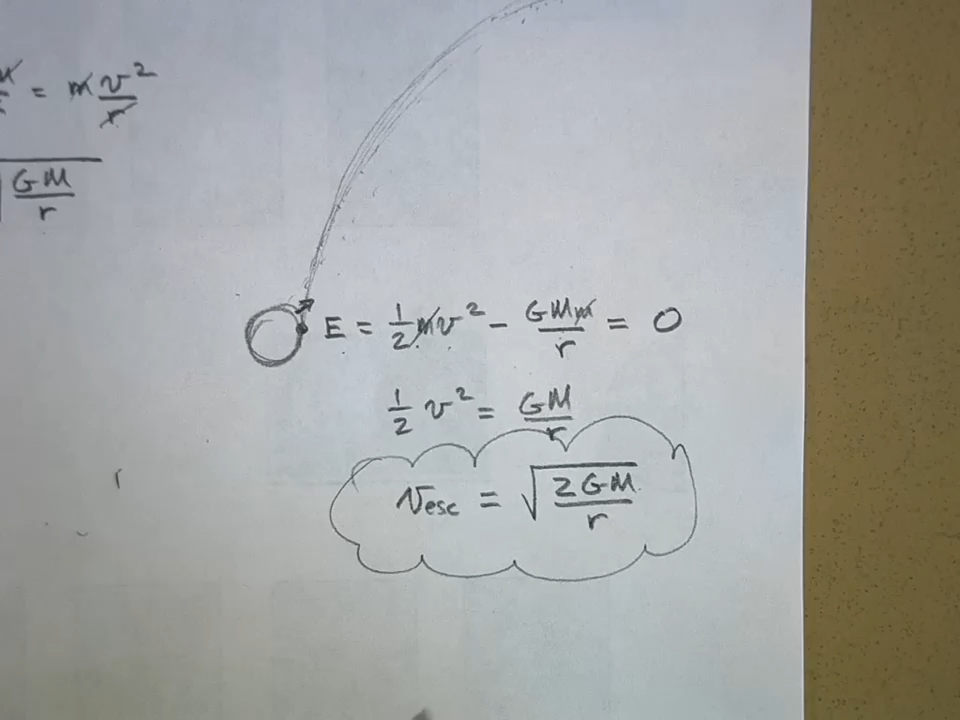 = m v²/r
√(GM/r)
E = 1/2 m v² − GMm/r = 0
1/2 v² = GM/r
v_esc = √(2GM/r)